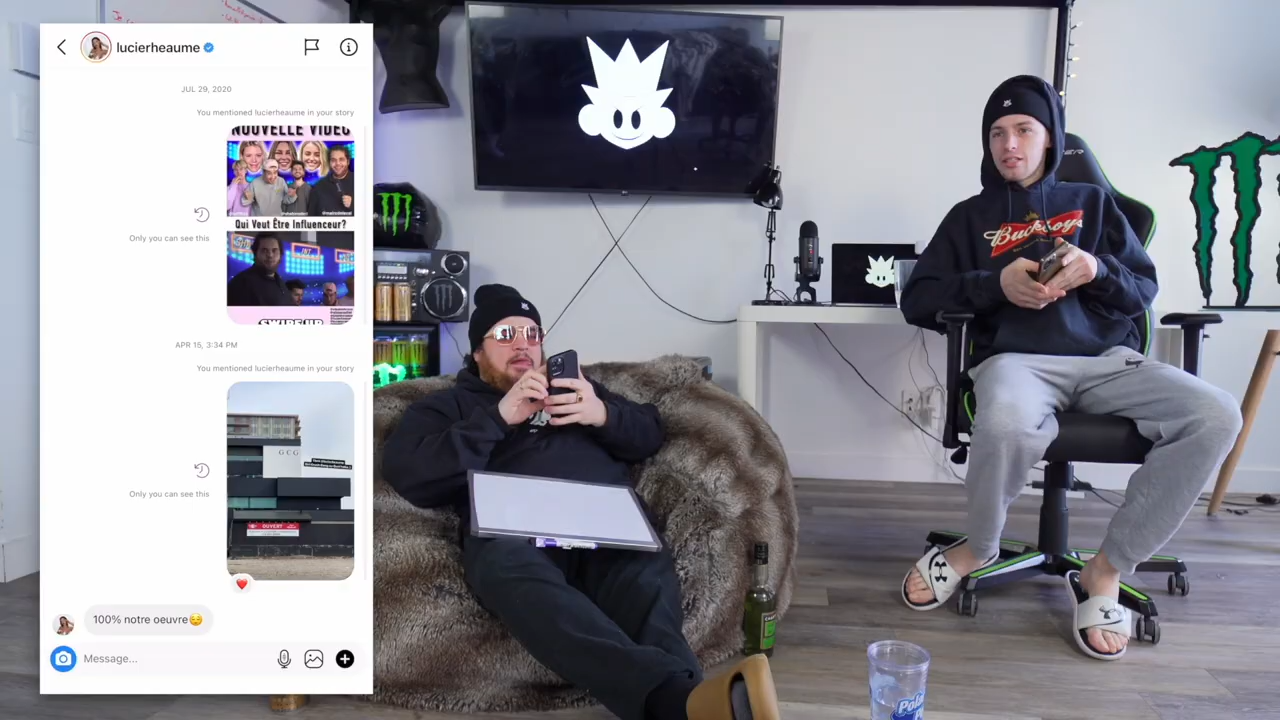 lucierheaume
JUL 29, 2020
You mentioned lucierheaume in your story
NOUVELLE VIDÉO
Qui Veut Être Influenceur?
SWIPE UP
Only you can see this
APR 15, 3:34 PM
You mentioned lucierheaume in your story
GCG
OUVERT
Only you can see this
100% notre oeuvre😌
Message...
Buckboys